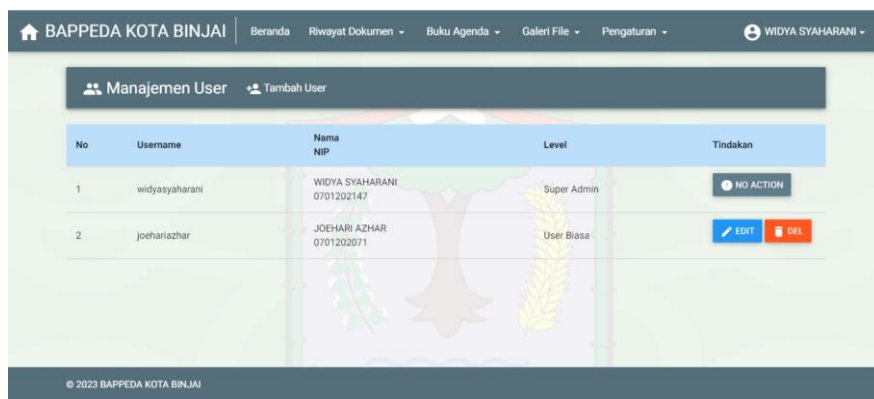 BAPPEDA KOTA BINJAI Beranda Riwayat Dokumen Buku Agenda Galeri File Pengaturan WIDYA SYAHARANI
Manajemen User Tambah User
No Username Nama NIP Level Tindakan
1 widyasyaharani WIDYA SYAHARANI 0701202147 Super Admin NO ACTION
2 joehariazhar JOEHARI AZHAR 0701202071 User Biasa EDIT DEL
© 2023 BAPPEDA KOTA BINJAI